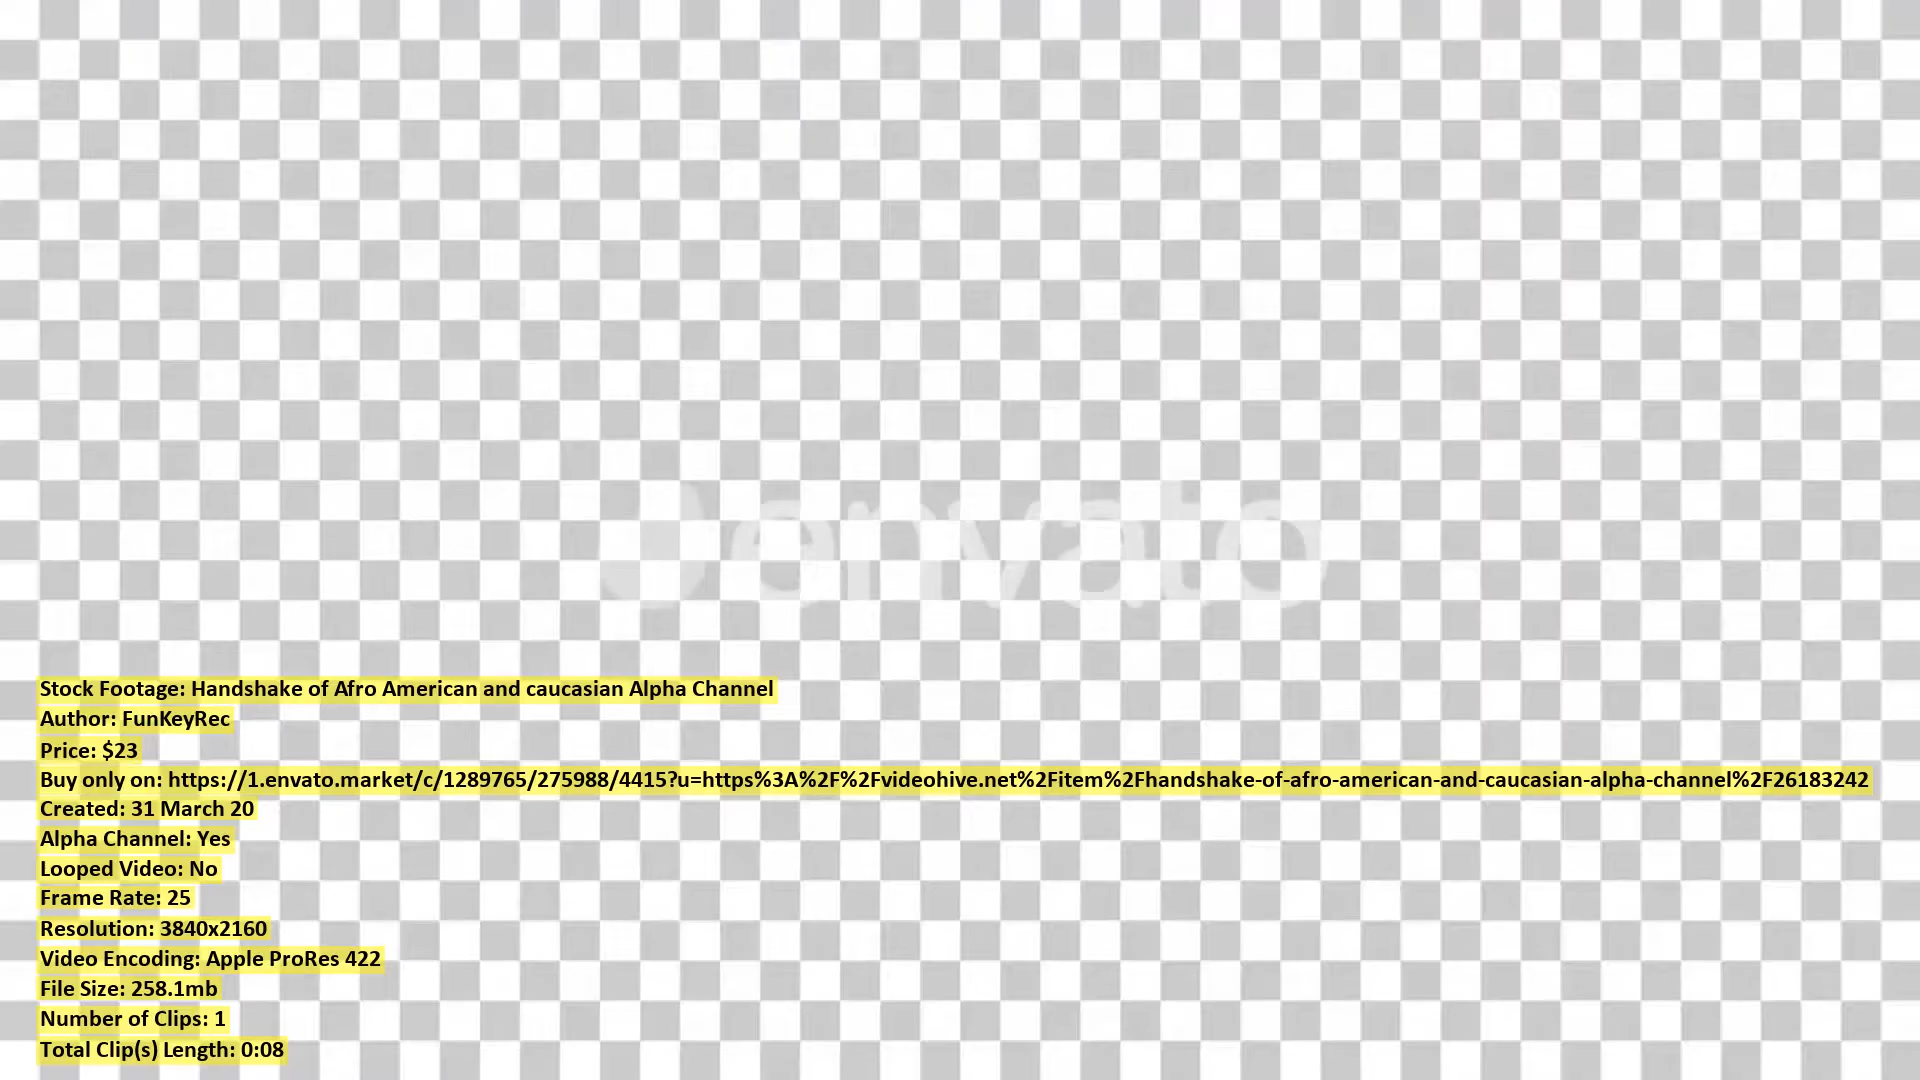 envato
Stock Footage: Handshake of Afro American and caucasian Alpha Channel
Author: FunKeyRec
Price: $23
Buy only on: https://1.envato.market/c/1289765/275988/4415?u=https%3A%2F%2Fvideohive.net%2Fitem%2Fhandshake-of-afro-american-and-caucasian-alpha-channel%2F26183242
Created: 31 March 20
Alpha Channel: Yes
Looped Video: No
Frame Rate: 25
Resolution: 3840x2160
Video Encoding: Apple ProRes 422
File Size: 258.1mb
Number of Clips: 1
Total Clip(s) Length: 0:08